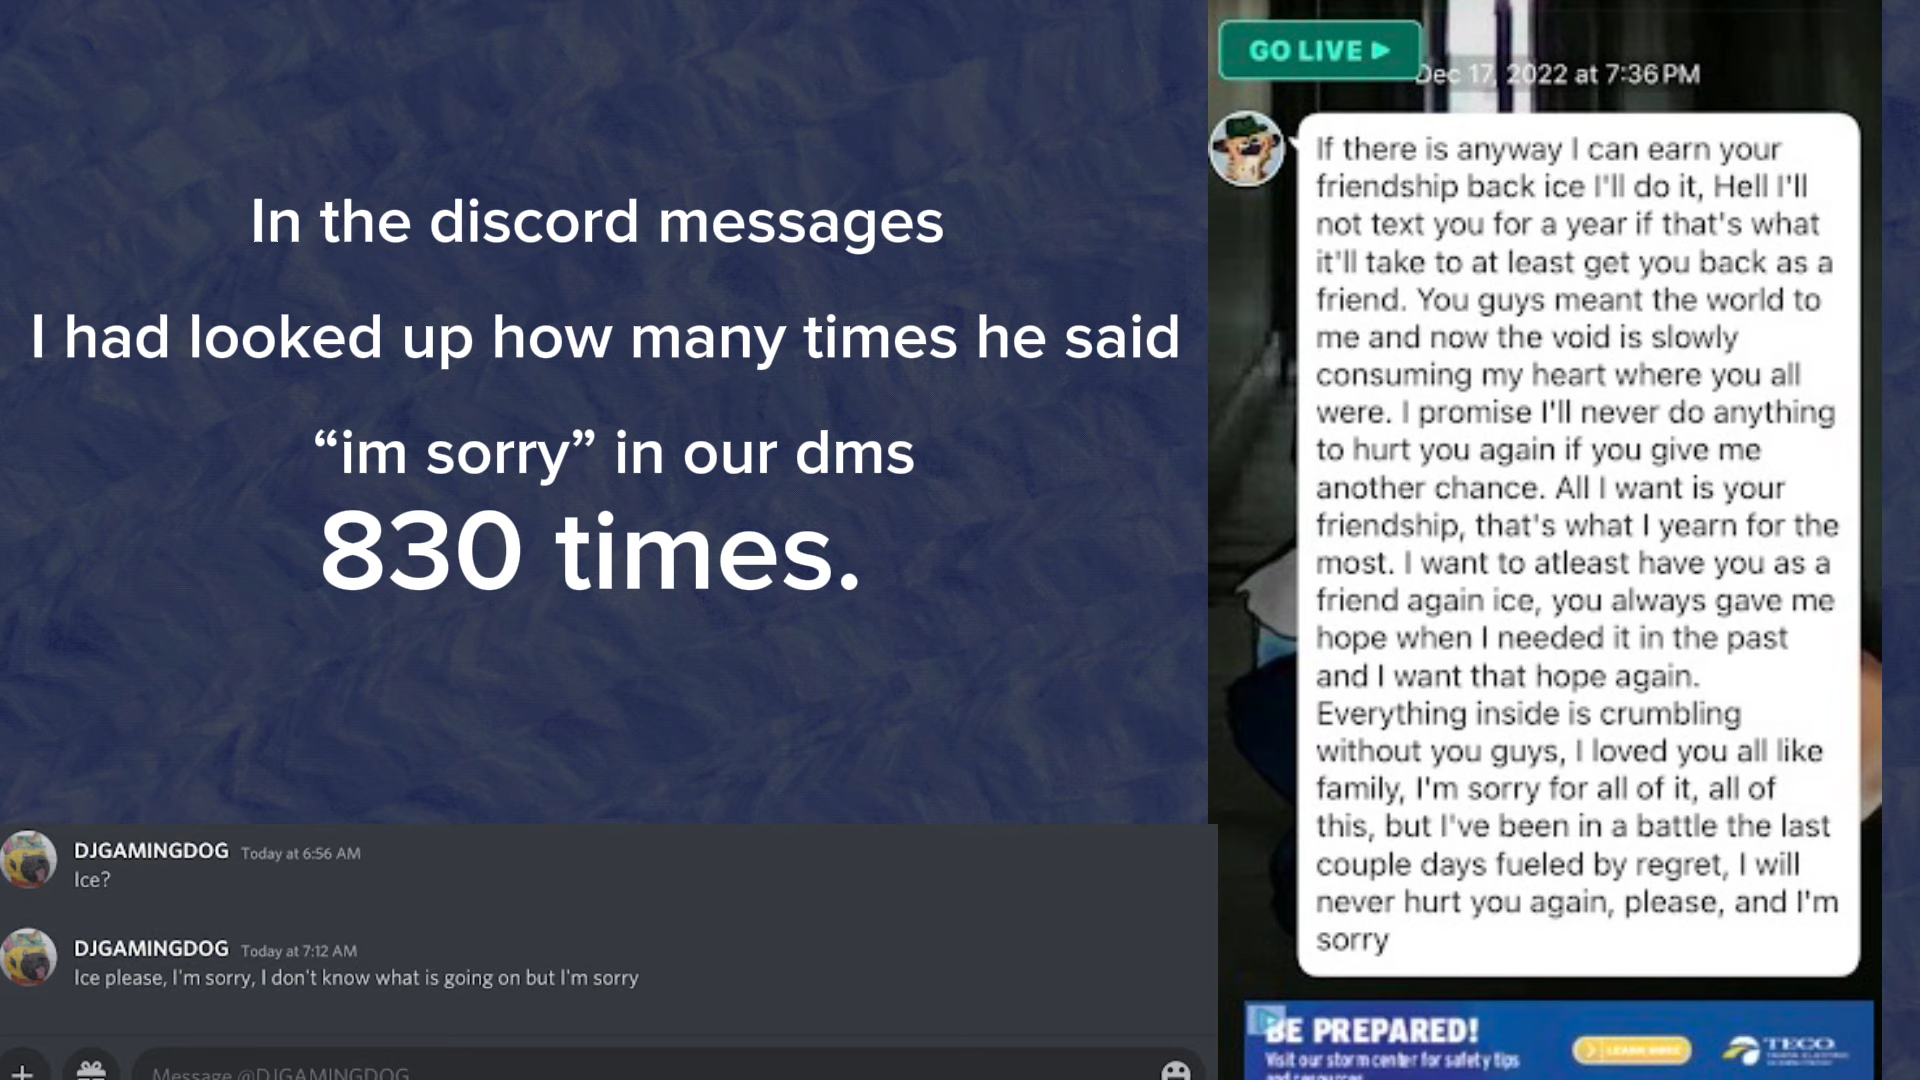 In the discord messages
I had looked up how many times he said
“im sorry” in our dms
830 times.
DJGAMINGDOG Today at 6:56 AM
Ice?
DJGAMINGDOG Today at 7:12 AM
Ice please, I'm sorry, I don't know what is going on but I'm sorry
Message @DJGAMINGDOG
GO LIVE
Dec 17, 2022 at 7:36 PM
If there is anyway I can earn your
friendship back ice I'll do it, Hell I'll
not text you for a year if that's what
it'll take to at least get you back as a
friend. You guys meant the world to
me and now the void is slowly
consuming my heart where you all
were. I promise I'll never do anything
to hurt you again if you give me
another chance. All I want is your
friendship, that's what I yearn for the
most. I want to atleast have you as a
friend again ice, you always gave me
hope when I needed it in the past
and I want that hope again.
Everything inside is crumbling
without you guys, I loved you all like
family, I'm sorry for all of it, all of
this, but I've been in a battle the last
couple days fueled by regret, I will
never hurt you again, please, and I'm
sorry
BE PREPARED!
Visit our storm center for safety tips
and resources.
LEARN MORE
TECO
TAMPA ELECTRIC